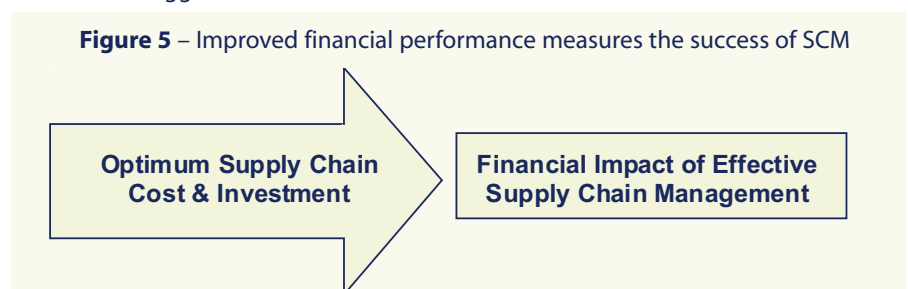 Figure 5 – Improved financial performance measures the success of SCM
Optimum Supply Chain
Cost & Investment
Financial Impact of Effective
Supply Chain Management